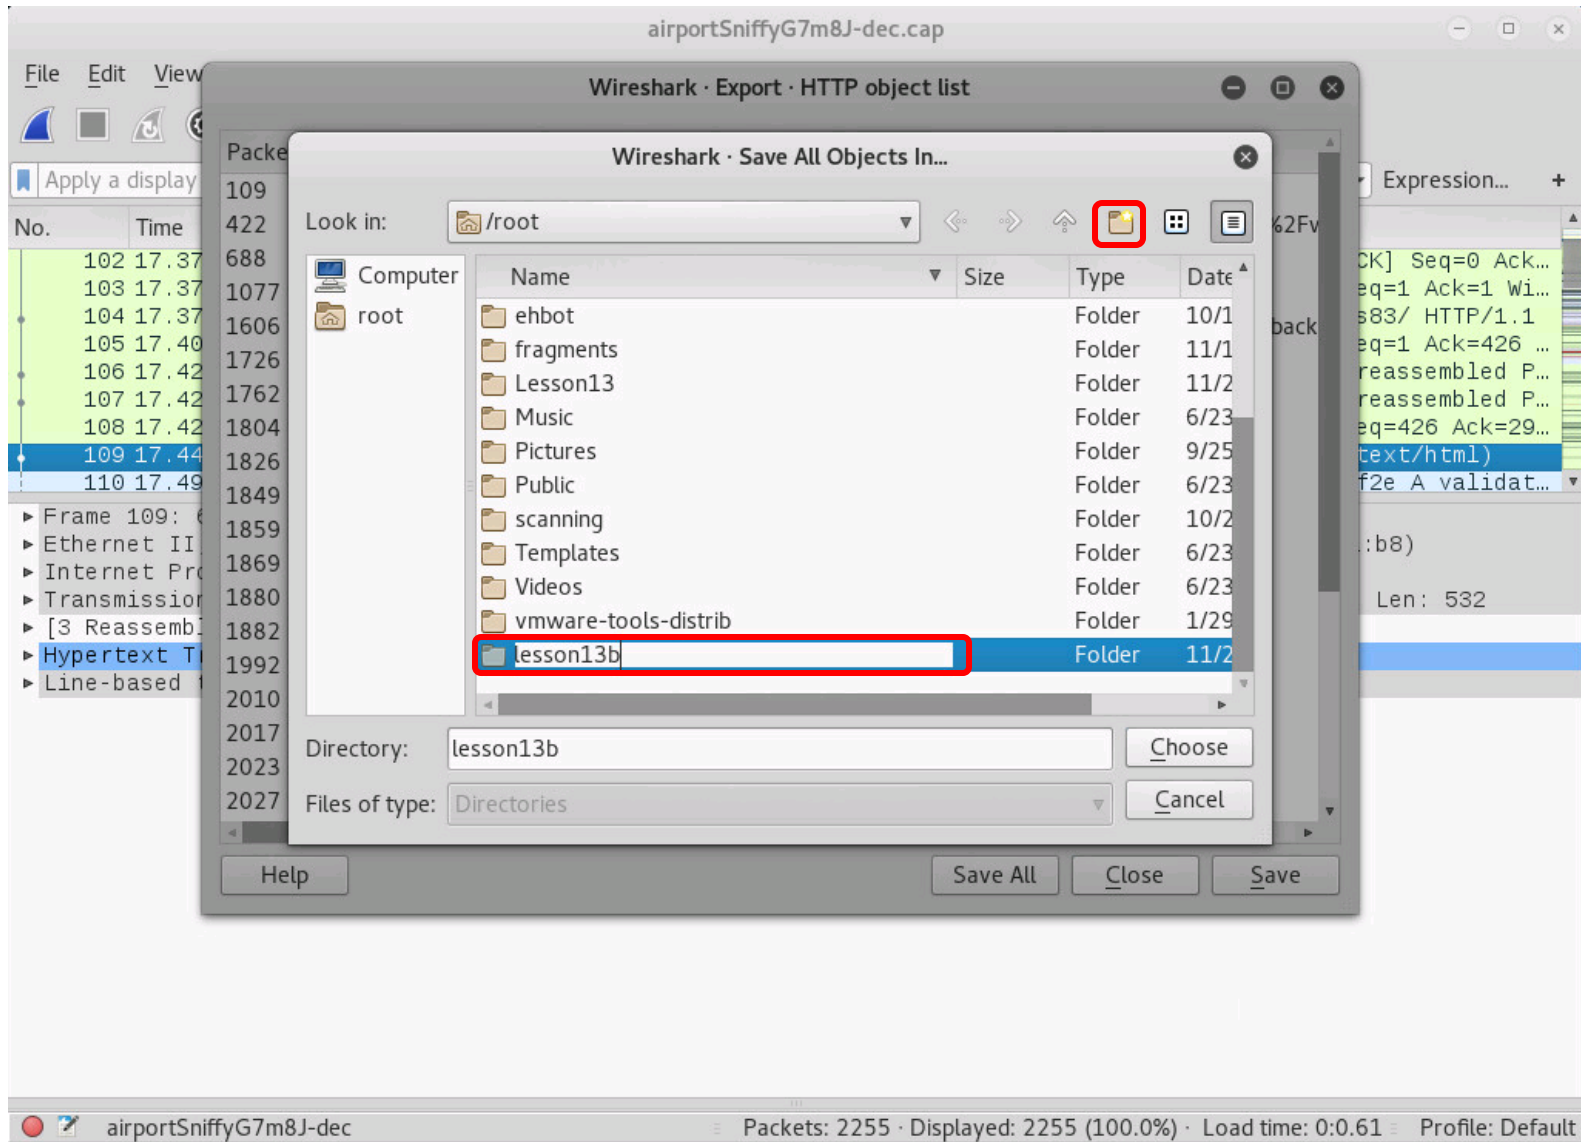 airportSniffyG7m8J-dec.cap
File Edit View
Wireshark · Export · HTTP object list
Apply a display
Expression... +
No. Time
Packe
109
422
688
1077
1606
1726
1762
1804
1826
1849
1859
1869
1880
1882
1992
2010
2017
2023
2027
%2Fv
back
Wireshark · Save All Objects In...
Look in: /root
Computer
root
Name Size Type Date
ehbot Folder 10/1
fragments Folder 11/1
Lesson13 Folder 11/2
Music Folder 6/23
Pictures Folder 9/25
Public Folder 6/23
scanning Folder 10/2
Templates Folder 6/23
Videos Folder 6/23
vmware-tools-distrib Folder 1/29
lesson13b Folder 11/2
Directory: lesson13b Choose
Files of type: Directories Cancel
Help Save All Close Save
102 17.37 CK] Seq=0 Ack...
103 17.37 eq=1 Ack=1 Wi...
104 17.37 s83/ HTTP/1.1
105 17.40 eq=1 Ack=426 ...
106 17.42 reassembled P...
107 17.42 reassembled P...
108 17.42 eq=426 Ack=29...
109 17.44 text/html)
110 17.49 f2e A validat...
Frame 109: 6
Ethernet II :b8)
Internet Pro
Transmission Len: 532
[3 Reassembl
Hypertext Tr
Line-based t
airportSniffyG7m8J-dec Packets: 2255 · Displayed: 2255 (100.0%) · Load time: 0:0.61 Profile: Default